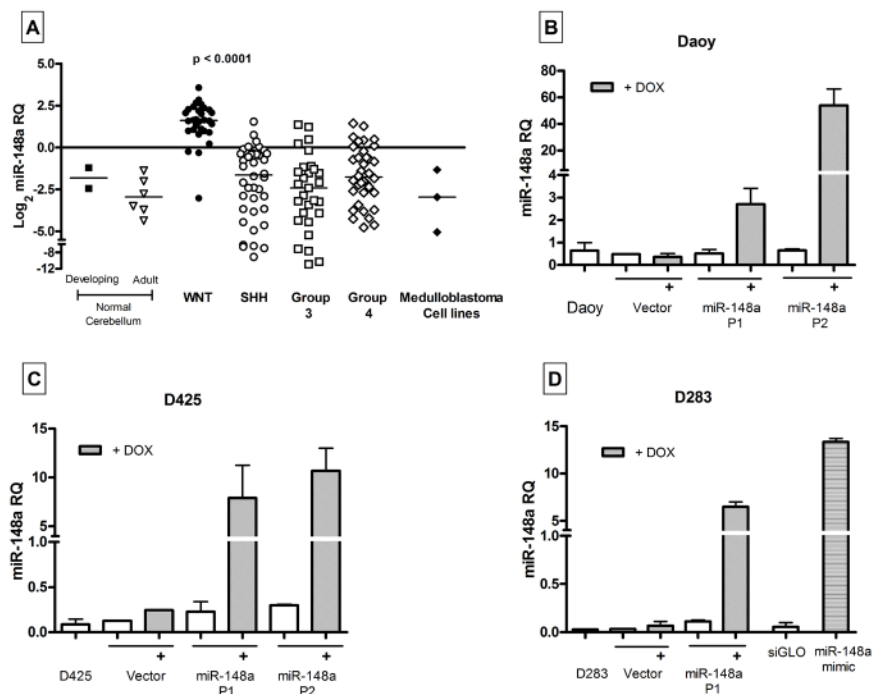 A
p < 0.0001
Log2 miR-148a RQ
5.0
2.5
0.0
-2.5
-5.0
-8
-12
Developing Adult
Normal
Cerebellum
WNT SHH Group Group Medulloblastoma
3 4 Cell lines
B
Daoy
+ DOX
miR-148a RQ
80
60
40
20
4
3
2
1
0
+ + +
Daoy Vector miR-148a miR-148a
P1 P2
C
D425
+ DOX
miR-148a RQ
15
10
5
1.0
0.5
0.0
+ + +
D425 Vector miR-148a miR-148a
P1 P2
D
D283
+ DOX
miR-148a RQ
15
10
5
1.0
0.5
0.0
+ +
D283 Vector miR-148a siGLO miR-148a
P1 mimic